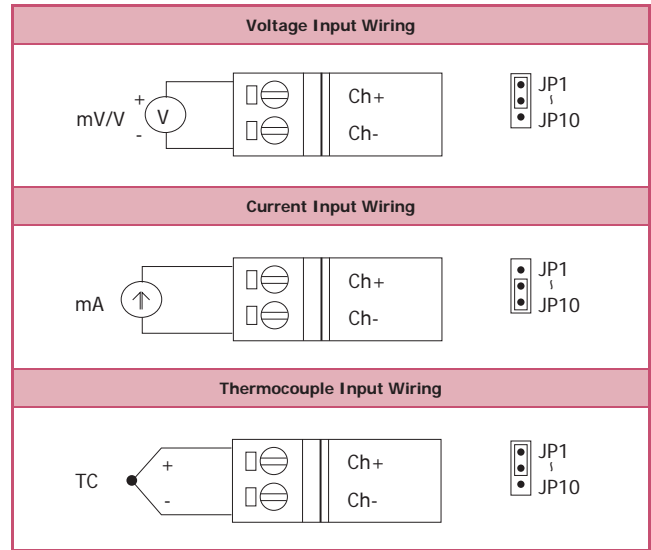 Voltage Input Wiring
mV/V
+
V
-
Ch+
Ch-
JP1
~
JP10
Current Input Wiring
mA
Ch+
Ch-
JP1
~
JP10
Thermocouple Input Wiring
TC
+
-
Ch+
Ch-
JP1
~
JP10